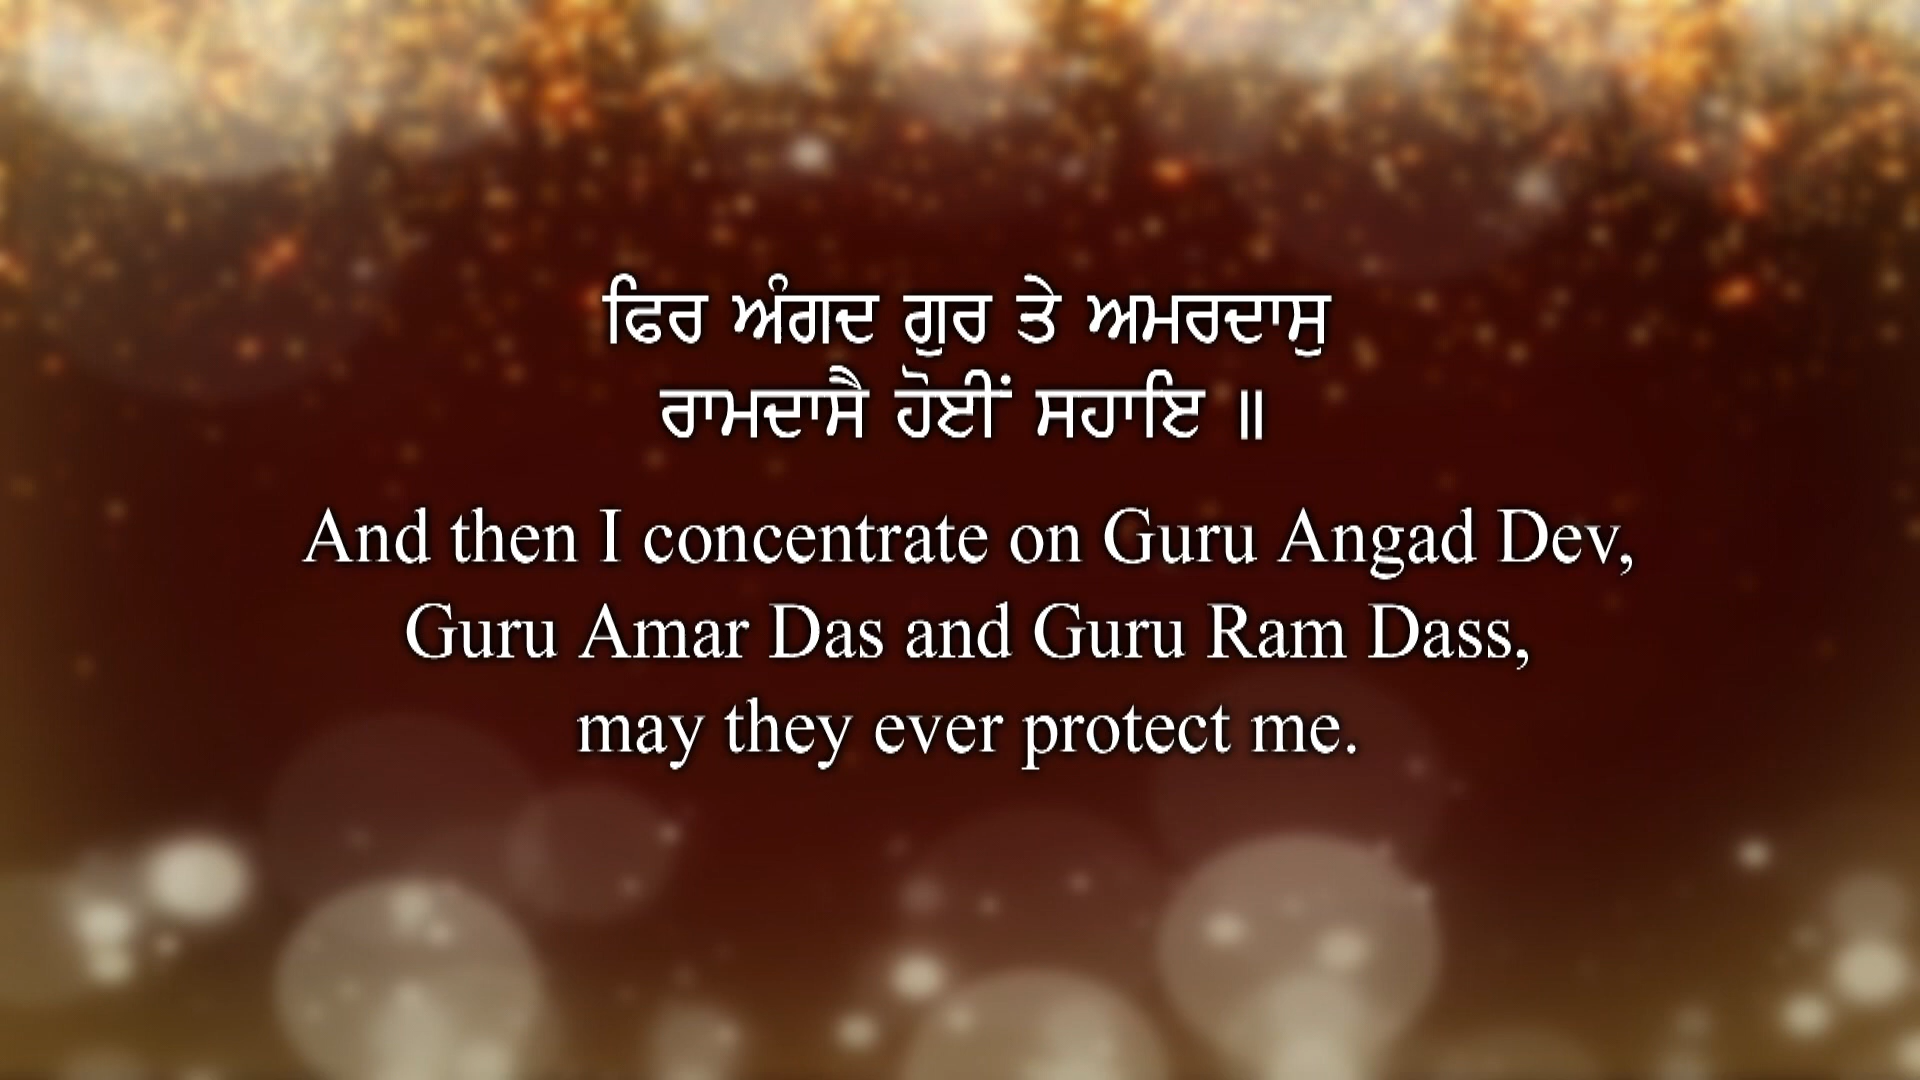 ਫਿਰ ਅੰਗਦ ਗੁਰ ਤੇ ਅਮਰਦਾਸੁ
ਰਾਮਦਾਸੈ ਹੋਈਂ ਸਹਾਇ ॥
And then I concentrate on Guru Angad Dev,
Guru Amar Das and Guru Ram Dass,
may they ever protect me.